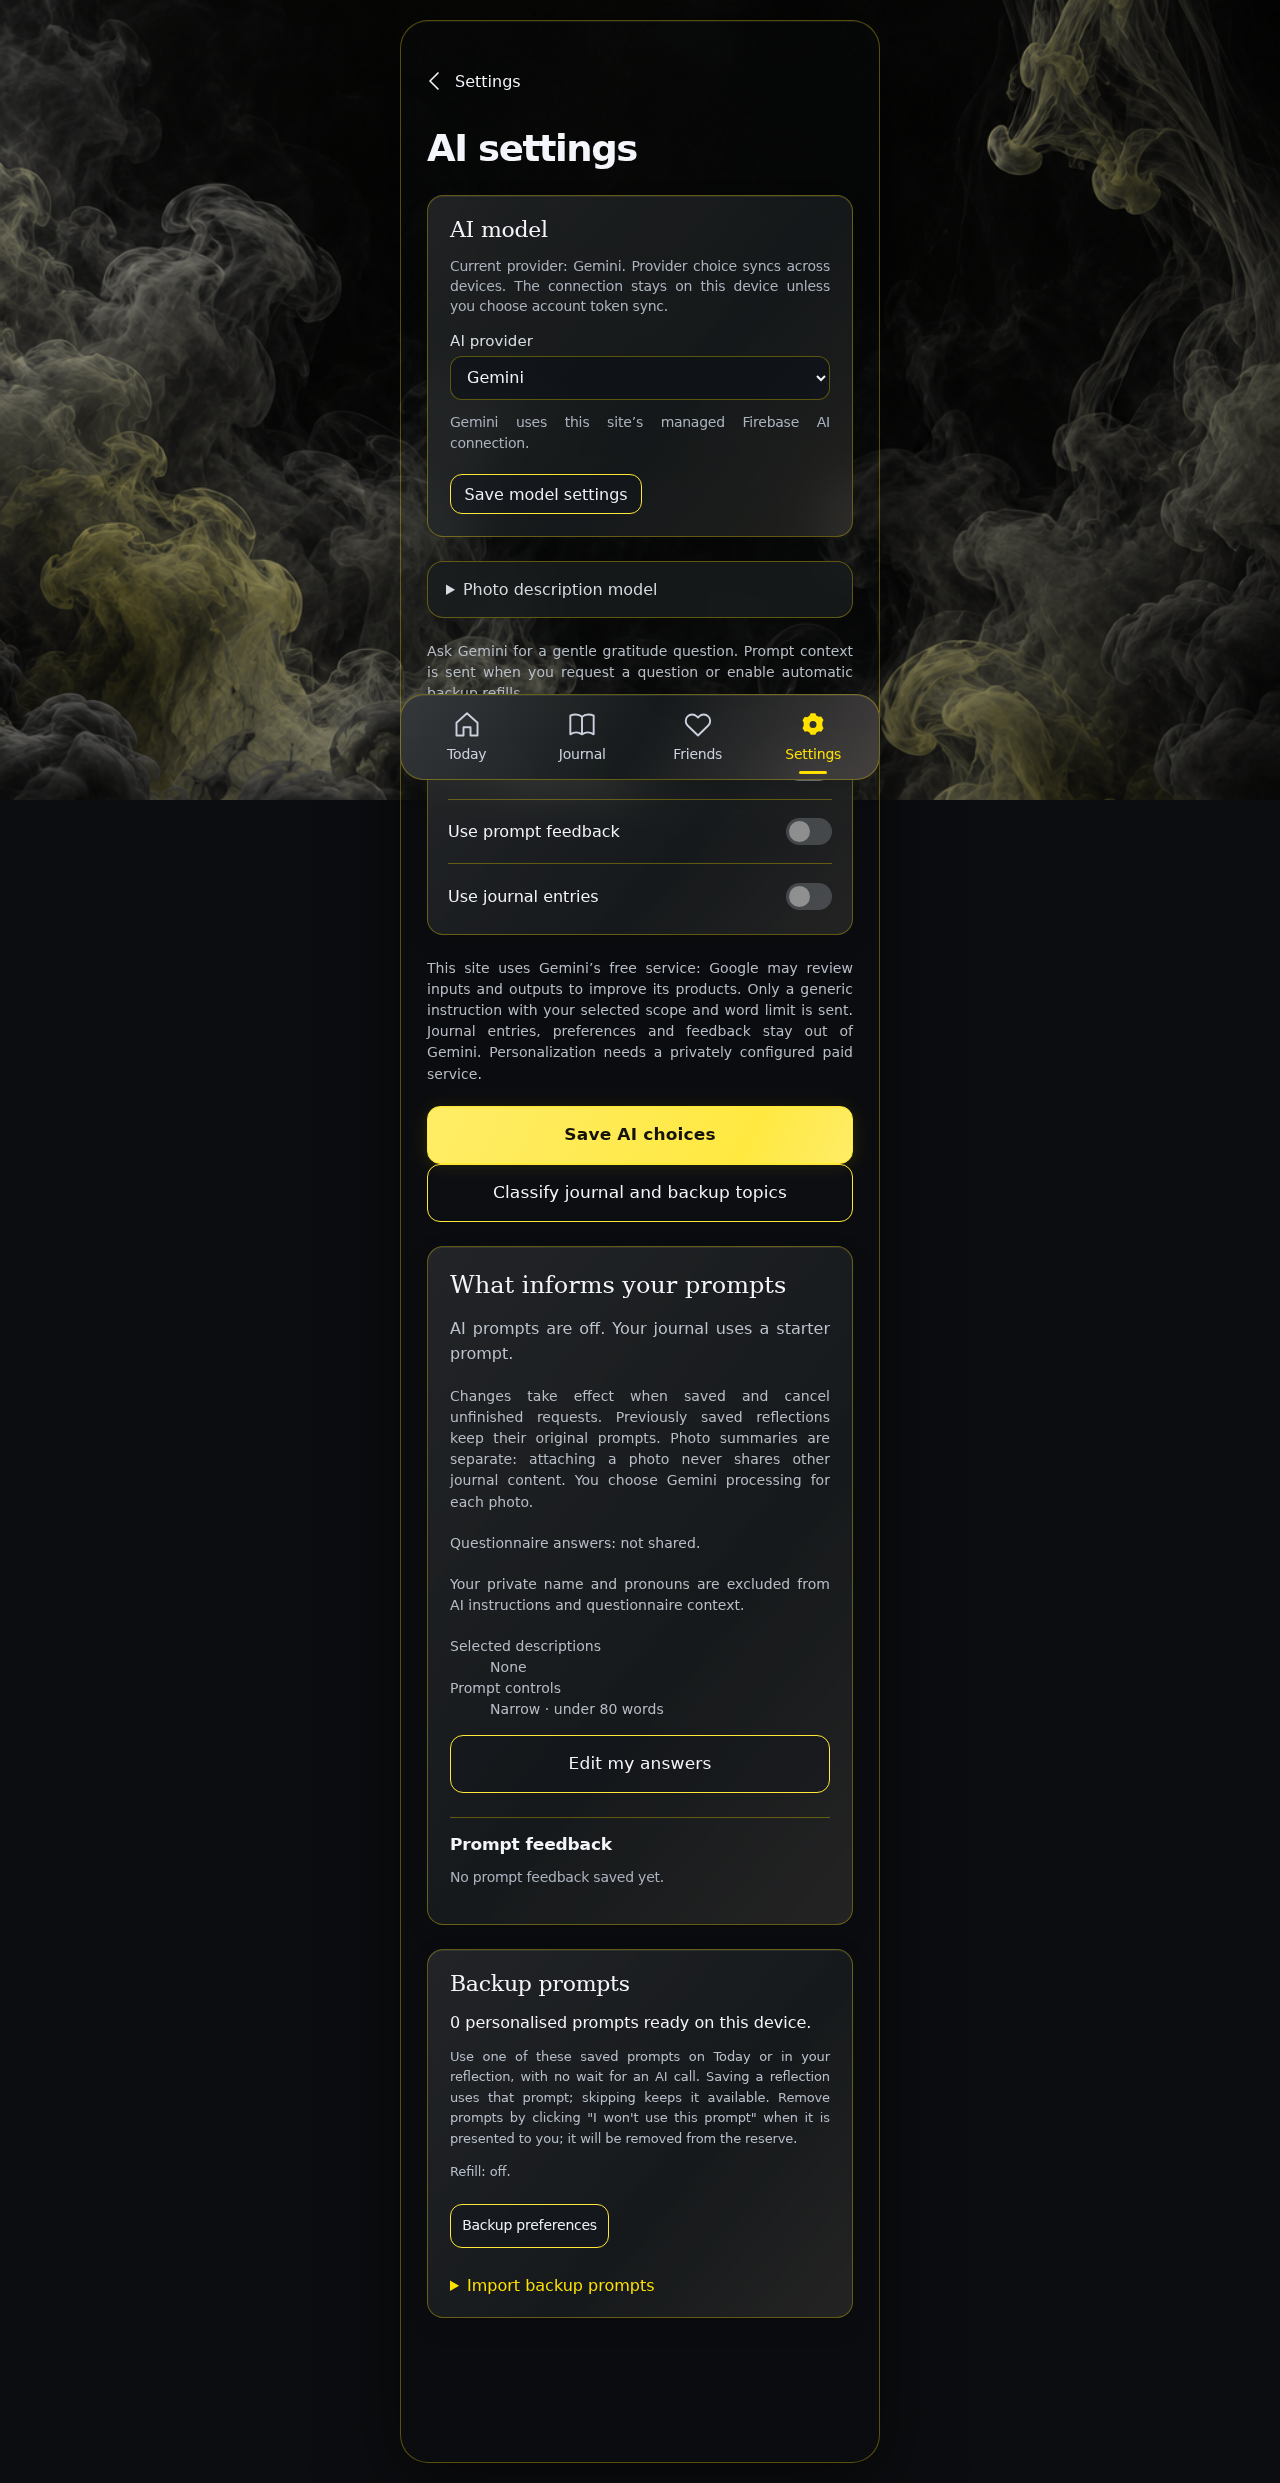 Settings
AI settings
AI model
Current provider: Gemini. Provider choice syncs across
devices. The connection stays on this device unless
you choose account token sync.
AI provider
Gemini
Gemini uses this site’s managed Firebase AI
connection.
Save model settings
Photo description model
Ask Gemini for a gentle gratitude question. Prompt context
is sent when you request a question or enable automatic
backup refills.
Today
Journal
Friends
Settings
Use prompt feedback
Use journal entries
This site uses Gemini’s free service: Google may review
inputs and outputs to improve its products. Only a generic
instruction with your selected scope and word limit is sent.
Journal entries, preferences and feedback stay out of
Gemini. Personalization needs a privately configured paid
service.
Save AI choices
Classify journal and backup topics
What informs your prompts
AI prompts are off. Your journal uses a starter
prompt.
Changes take effect when saved and cancel
unfinished requests. Previously saved reflections
keep their original prompts. Photo summaries are
separate: attaching a photo never shares other
journal content. You choose Gemini processing for
each photo.
Questionnaire answers: not shared.
Your private name and pronouns are excluded from
AI instructions and questionnaire context.
Selected descriptions
None
Prompt controls
Narrow · under 80 words
Edit my answers
Prompt feedback
No prompt feedback saved yet.
Backup prompts
0 personalised prompts ready on this device.
Use one of these saved prompts on Today or in your
reflection, with no wait for an AI call. Saving a reflection
uses that prompt; skipping keeps it available. Remove
prompts by clicking "I won't use this prompt" when it is
presented to you; it will be removed from the reserve.
Refill: off.
Backup preferences
Import backup prompts